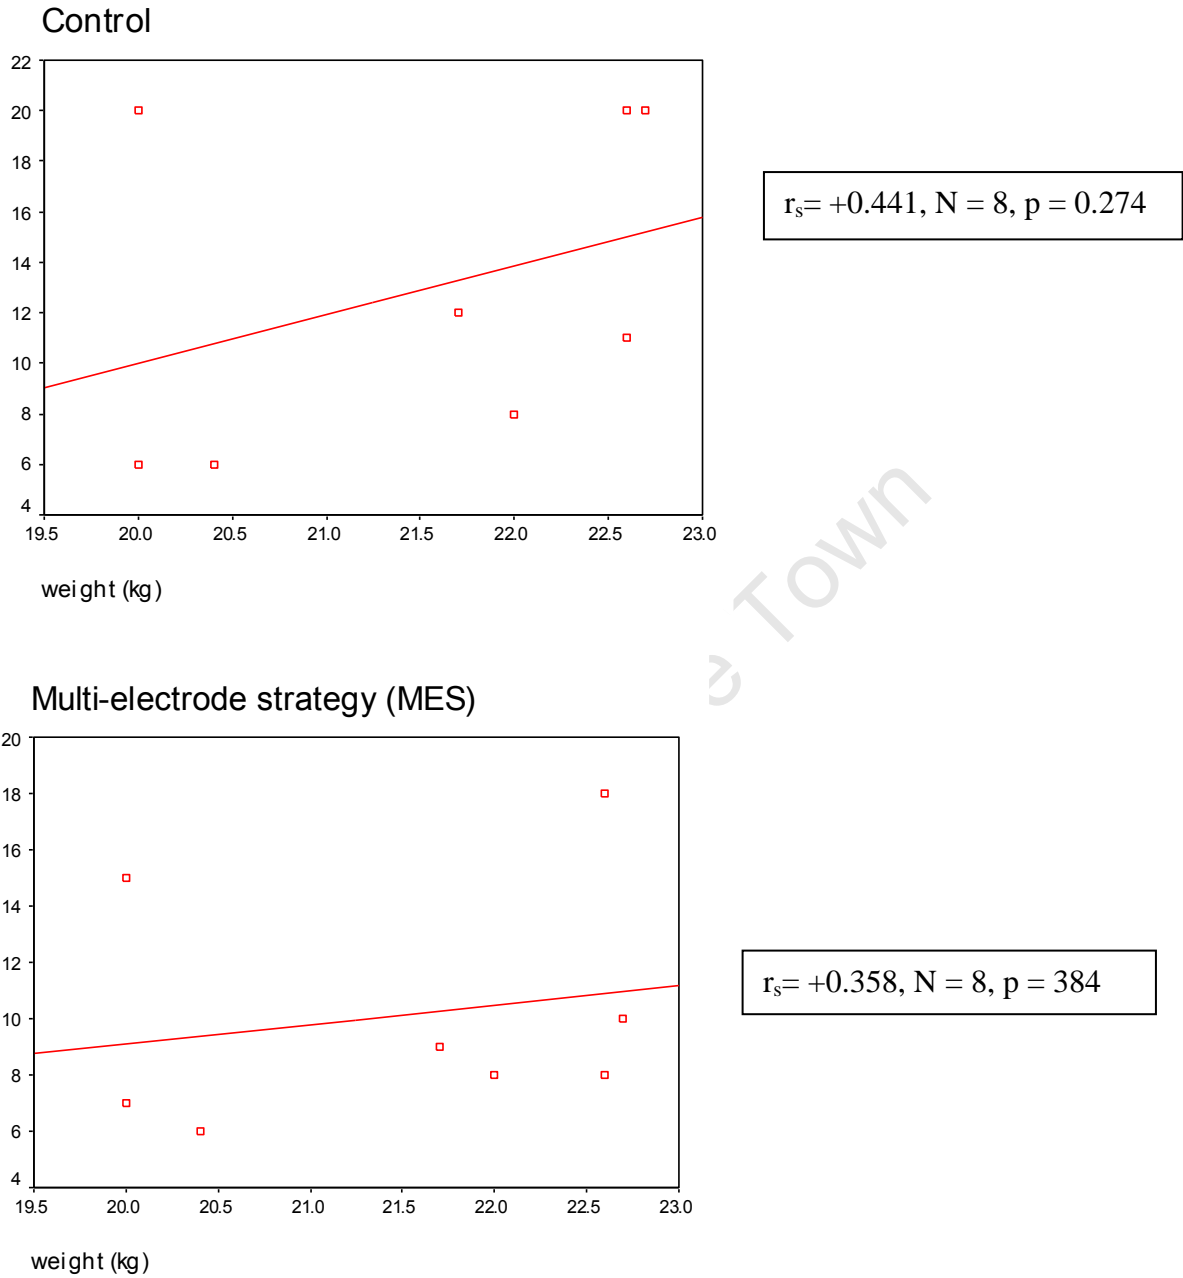 Control
22
20
18
16
14
12
10
8
6
4
19.5 20.0 20.5 21.0 21.5 22.0 22.5 23.0
weight (kg)
rs= +0.441, N = 8, p = 0.274
e Town
Multi-electrode strategy (MES)
20
18
16
14
12
10
8
6
4
19.5 20.0 20.5 21.0 21.5 22.0 22.5 23.0
weight (kg)
rs= +0.358, N = 8, p = 384